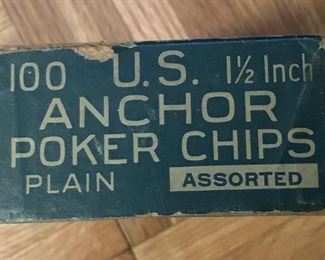 100 U.S. 1½ Inch
ANCHOR
POKER CHIPS
PLAIN ASSORTED